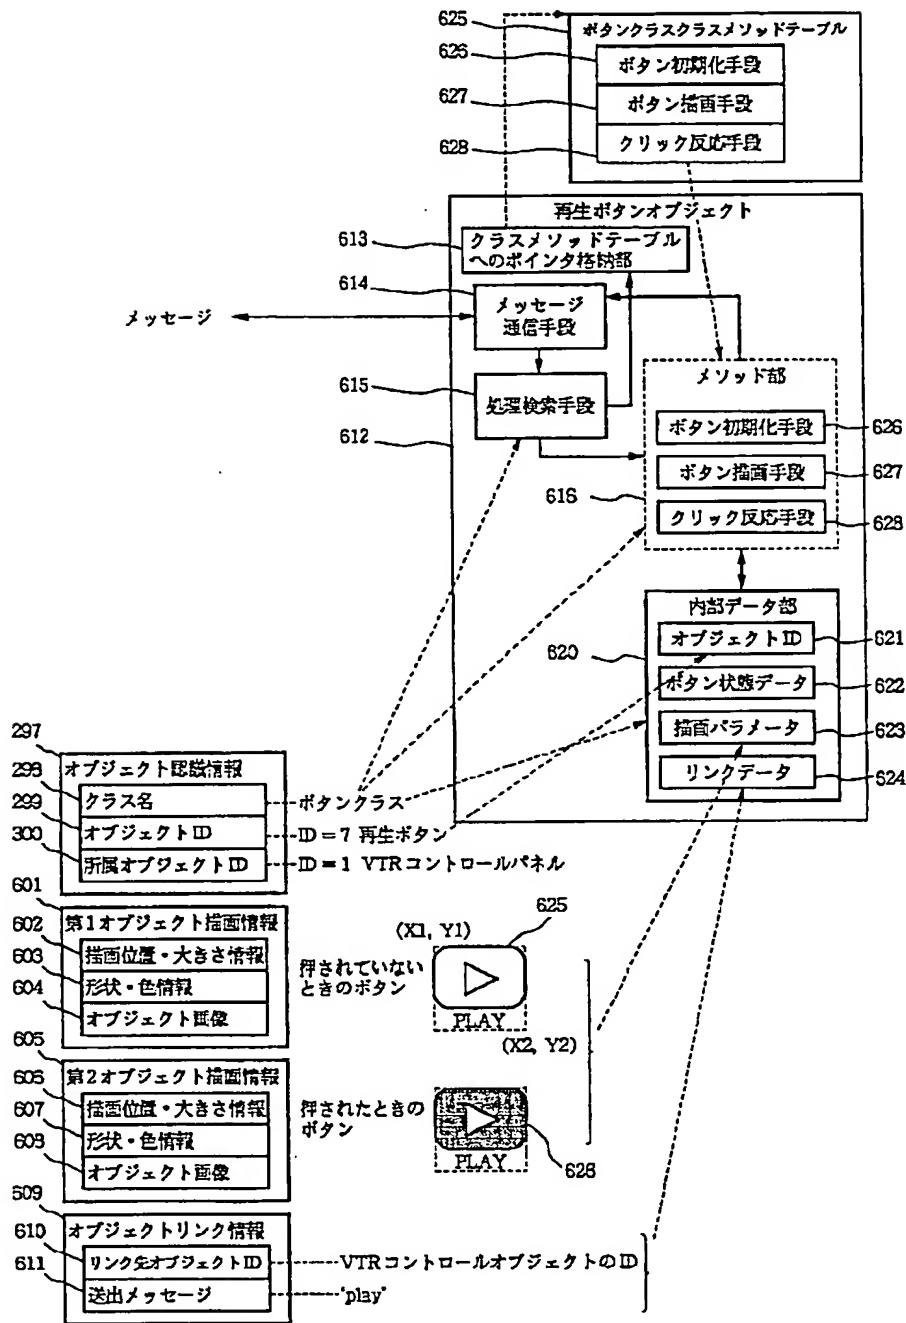 625
ボタンクラスクラスメソッドテーブル
626
ボタン初期化手段
627
ボタン描画手段
628
クリック反応手段
再生ボタンオブジェクト
613
クラスメソッドテーブル
へのポインタ格納部
614
メッセージ
通信手段
メッセージ
615
処理検索手段
612
メソッド部
ボタン初期化手段
626
ボタン描画手段
627
616
クリック反応手段
628
内部データ部
620
オブジェクトID
621
ボタン状態データ
622
描画パラメータ
623
リンクデータ
624
297
オブジェクト認識情報
298
クラス名
ボタンクラス
299
オブジェクトID
ID=7 再生ボタン
300
所属オブジェクトID
ID=1 VTRコントロールパネル
601
第1オブジェクト描画情報
602
描画位置・大きさ情報
603
形状・色情報
604
オブジェクト画像
押されていない
ときのボタン
(X1, Y1)
625
PLAY
(X2, Y2)
605
第2オブジェクト描画情報
606
描画位置・大きさ情報
607
形状・色情報
608
オブジェクト画像
押されたときの
ボタン
PLAY
626
609
オブジェクトリンク情報
610
リンク先オブジェクトID
VTRコントロールオブジェクトのID
611
送出メッセージ
"play"